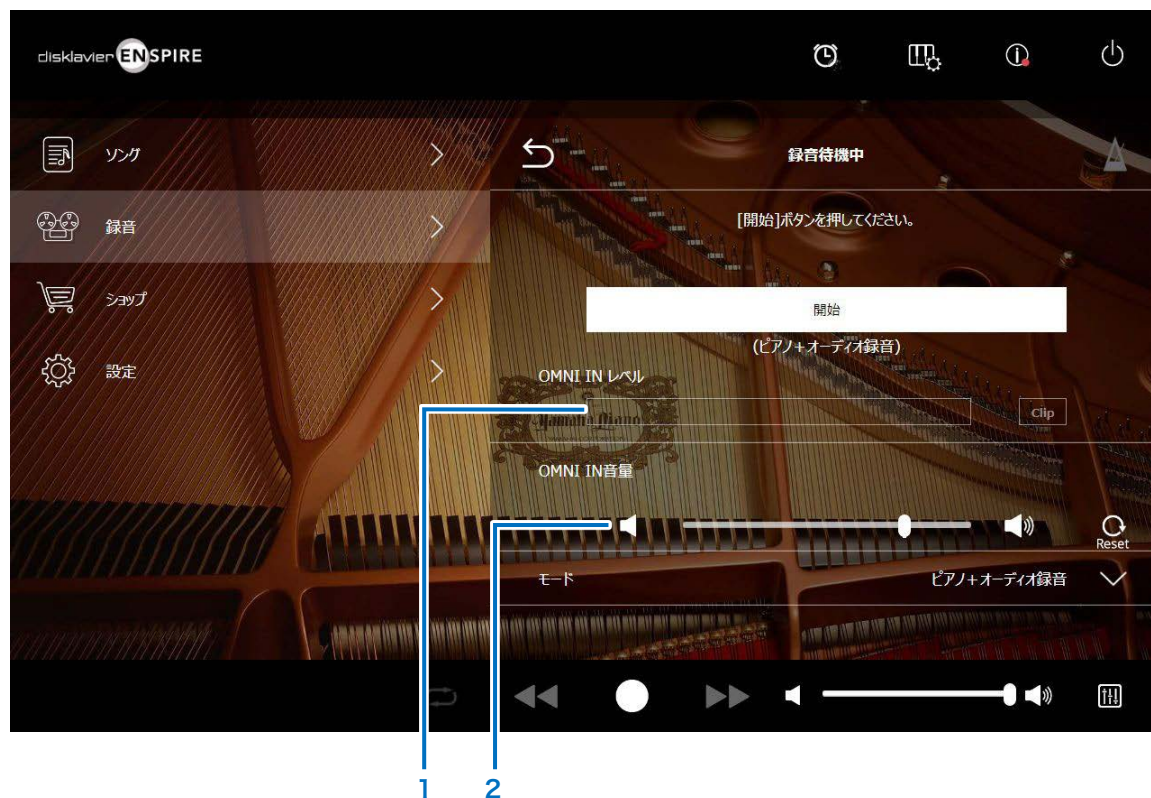 disklavier ENSPIRE
ソング
録音
ショップ
設定
録音待機中
[開始]ボタンを押してください。
開始
(ピアノ+オーディオ録音)
OMNI IN レベル
Clip
Yamaha Piano
OMNI IN音量
Reset
モード
ピアノ+オーディオ録音
1
2